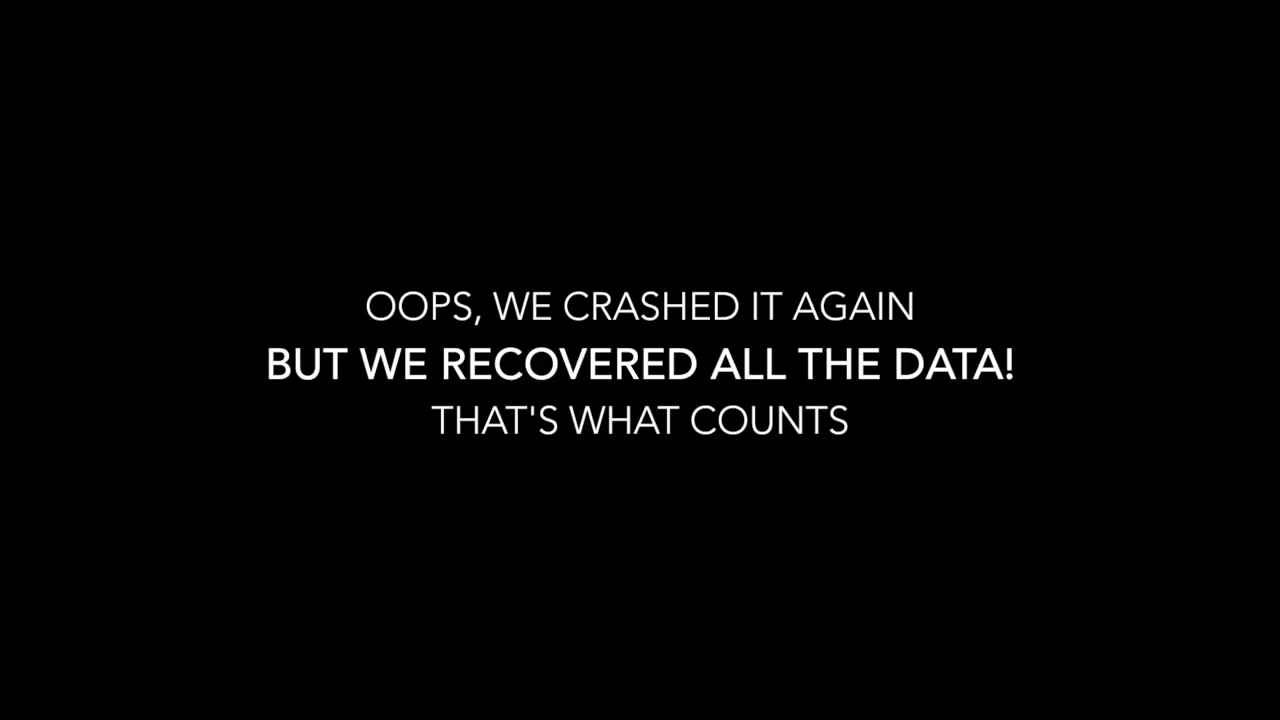 OOPS, WE CRASHED IT AGAIN
BUT WE RECOVERED ALL THE DATA!
THAT'S WHAT COUNTS